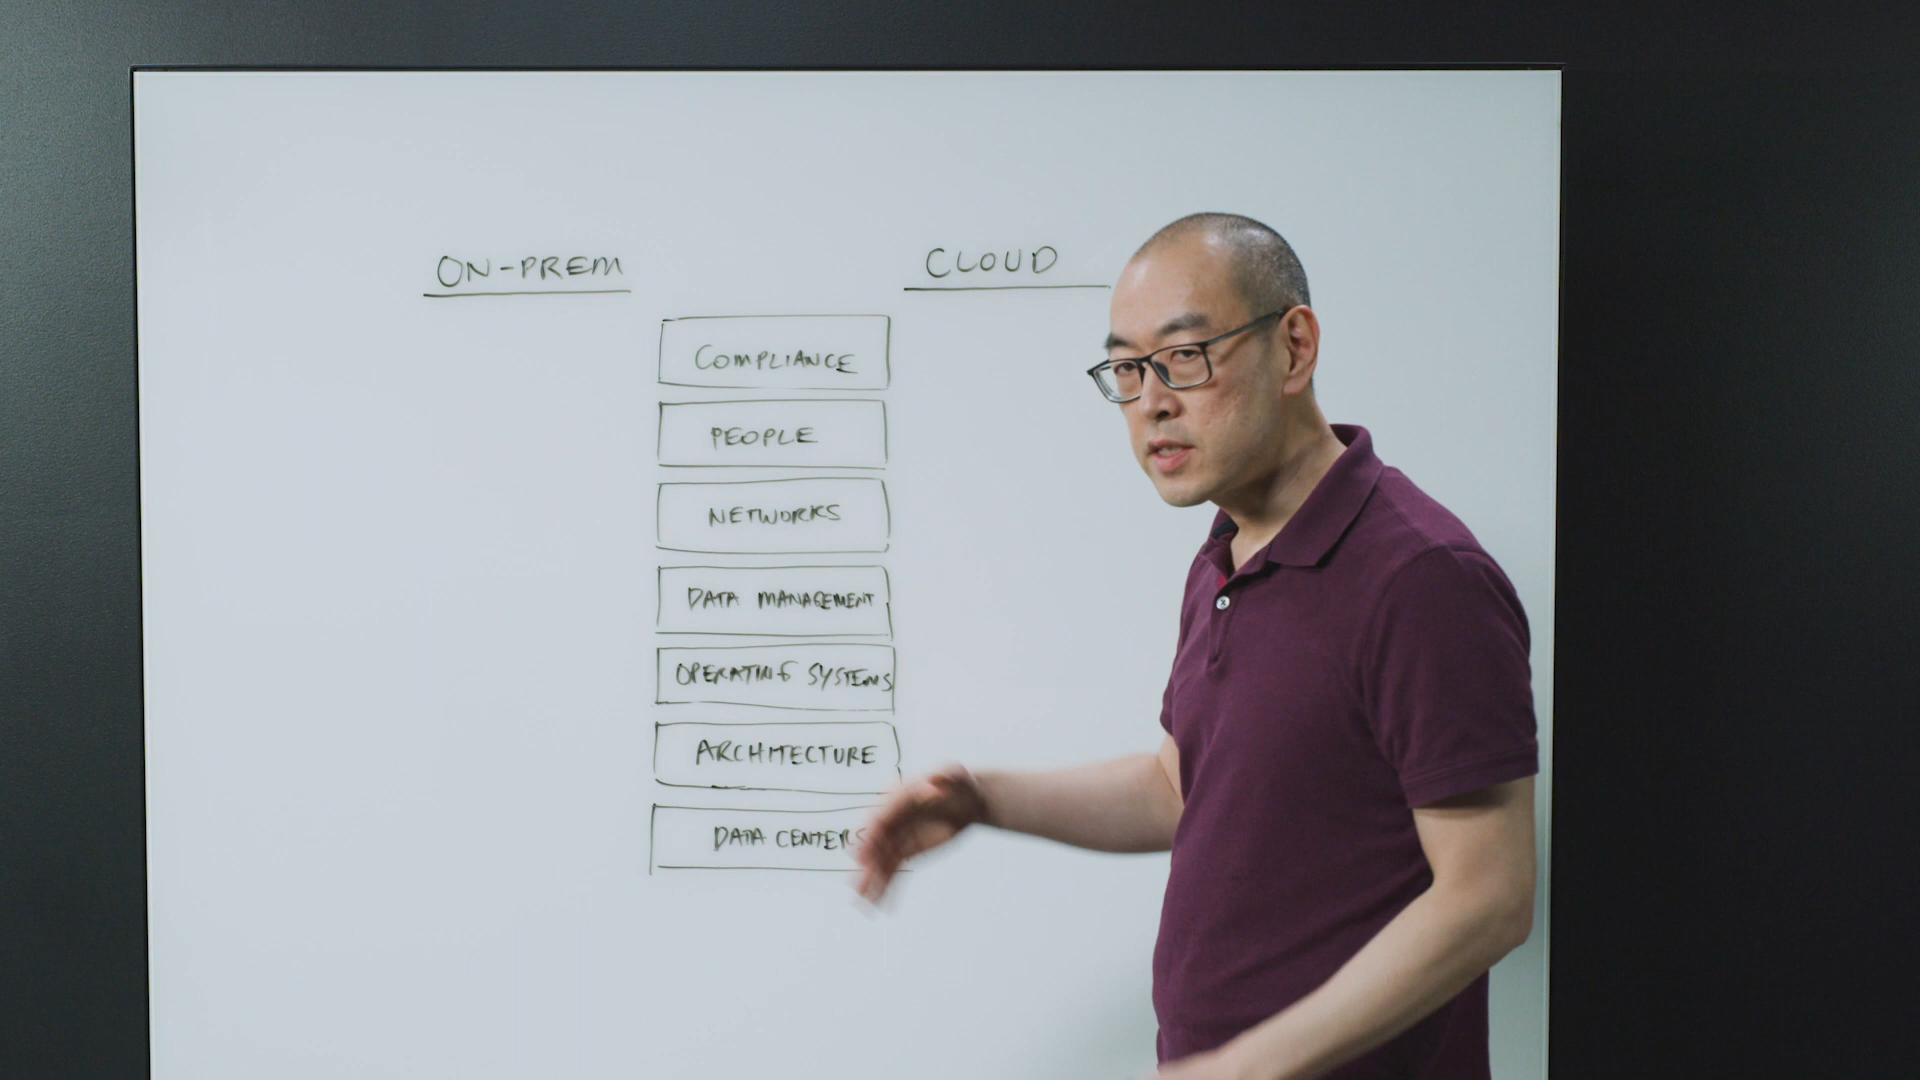 ON-PREM
CLOUD
COMPLIANCE
PEOPLE
NETWORKS
DATA MANAGEMENT
OPERATING SYSTEMS
ARCHITECTURE
DATA CENTERS